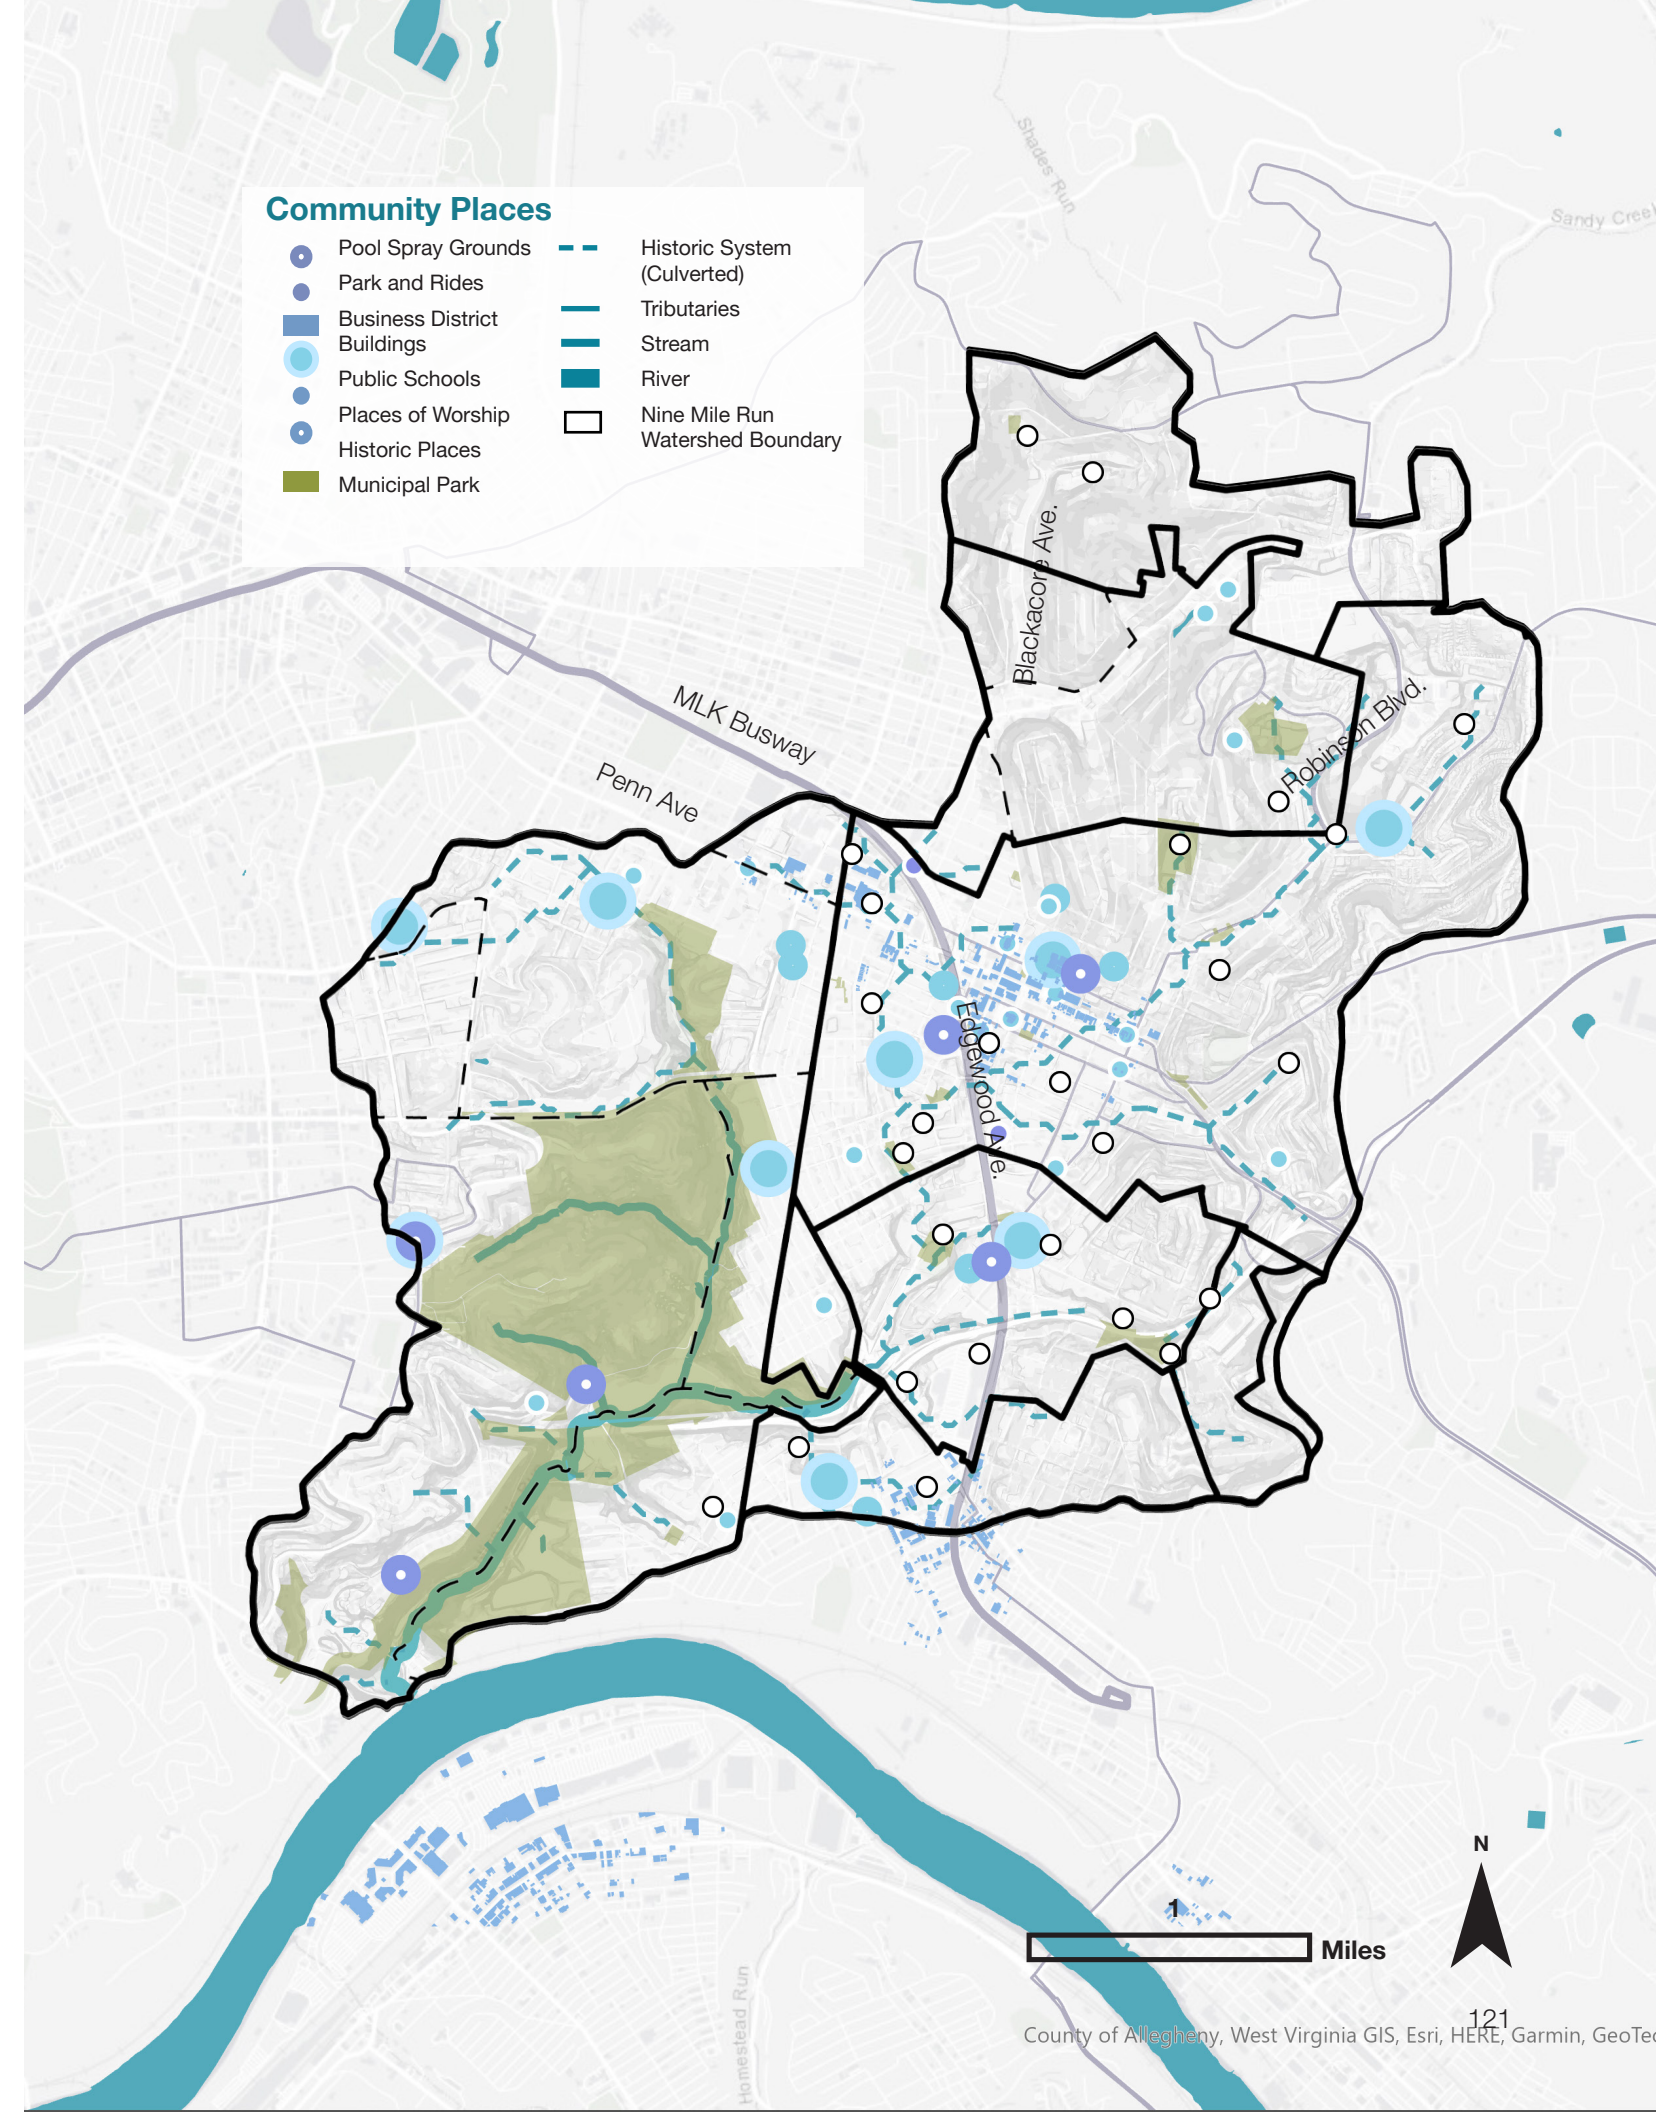 Shades Run
Sandy Creek
Community Places
Pool Spray Grounds
Park and Rides
Business District
Buildings
Public Schools
Places of Worship
Historic Places
Municipal Park
Historic System
(Culverted)
Tributaries
Stream
River
Nine Mile Run
Watershed Boundary
Blackacore Ave.
MLK Busway
Penn Ave
Robinson Blvd.
Edgewood Ave.
N
1
Miles
Homestead Run
121
County of Allegheny, West Virginia GIS, Esri, HERE, Garmin, GeoTec